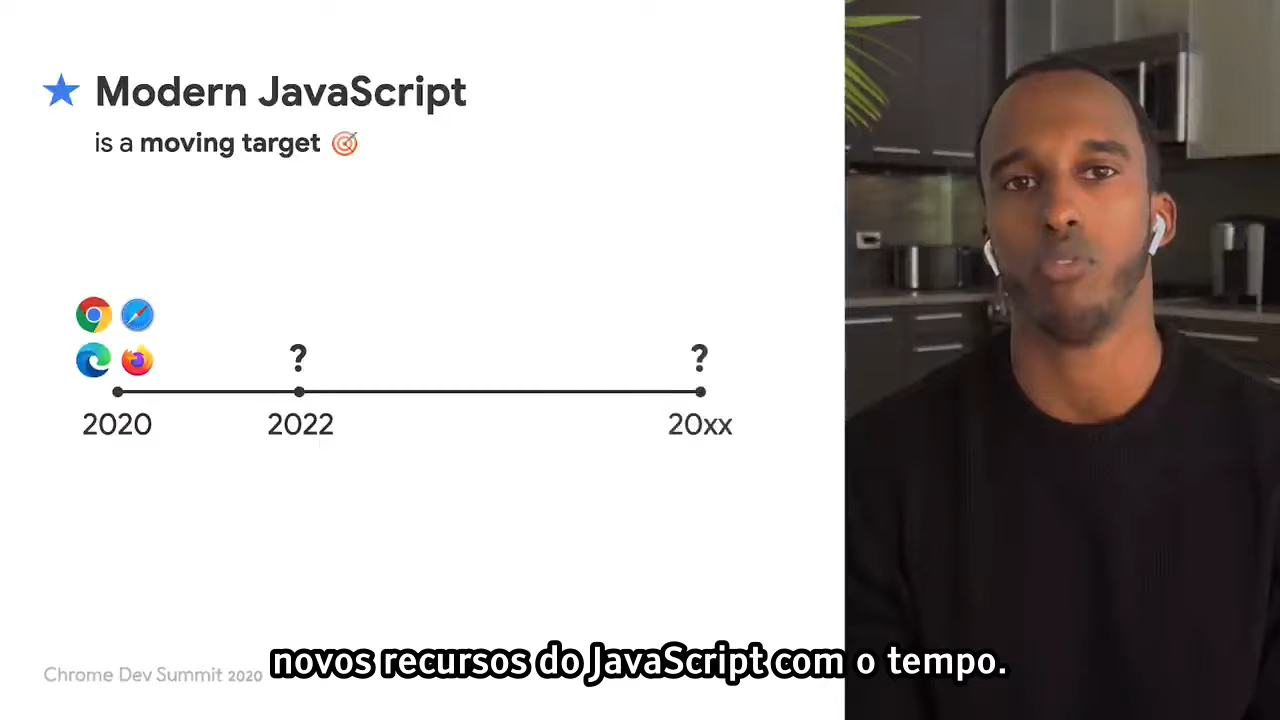 Modern JavaScript
is a moving target
? ?
2020 2022 20xx
Chrome Dev Summit 2020
novos recursos do JavaScript com o tempo.